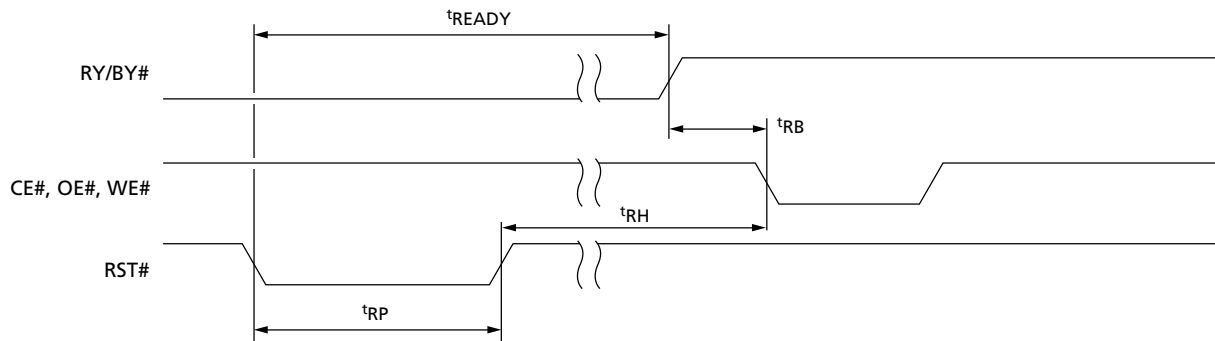 tREADY
RY/BY#
tRB
CE#, OE#, WE#
tRH
RST#
tRP